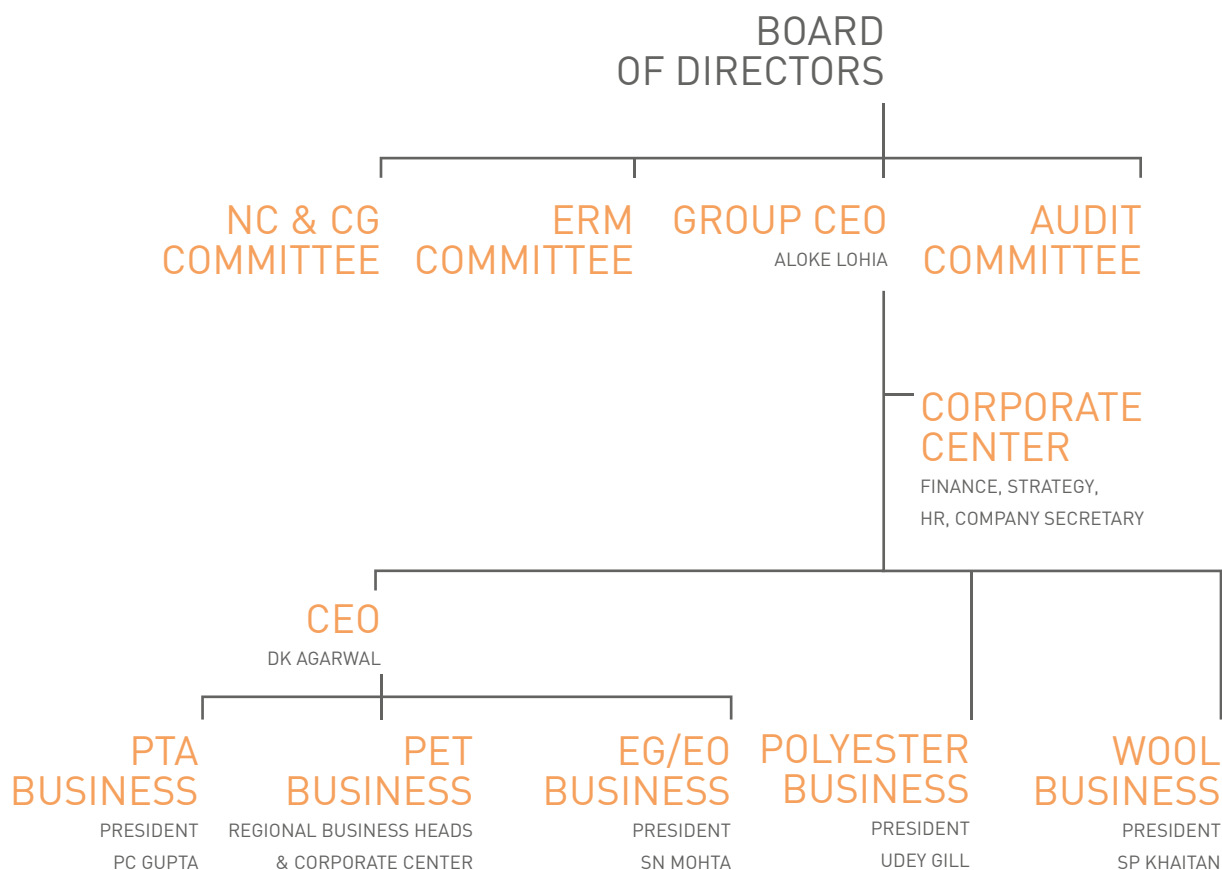 BOARD
OF DIRECTORS
NC & CG
COMMITTEE
ERM
COMMITTEE
GROUP CEO
ALOKE LOHIA
AUDIT
COMMITTEE
CORPORATE
CENTER
FINANCE, STRATEGY,
HR, COMPANY SECRETARY
CEO
DK AGARWAL
PTA
BUSINESS
PRESIDENT
PC GUPTA
PET
BUSINESS
REGIONAL BUSINESS HEADS
& CORPORATE CENTER
EG/EO
BUSINESS
PRESIDENT
SN MOHTA
POLYESTER
BUSINESS
PRESIDENT
UDEY GILL
WOOL
BUSINESS
PRESIDENT
SP KHAITAN